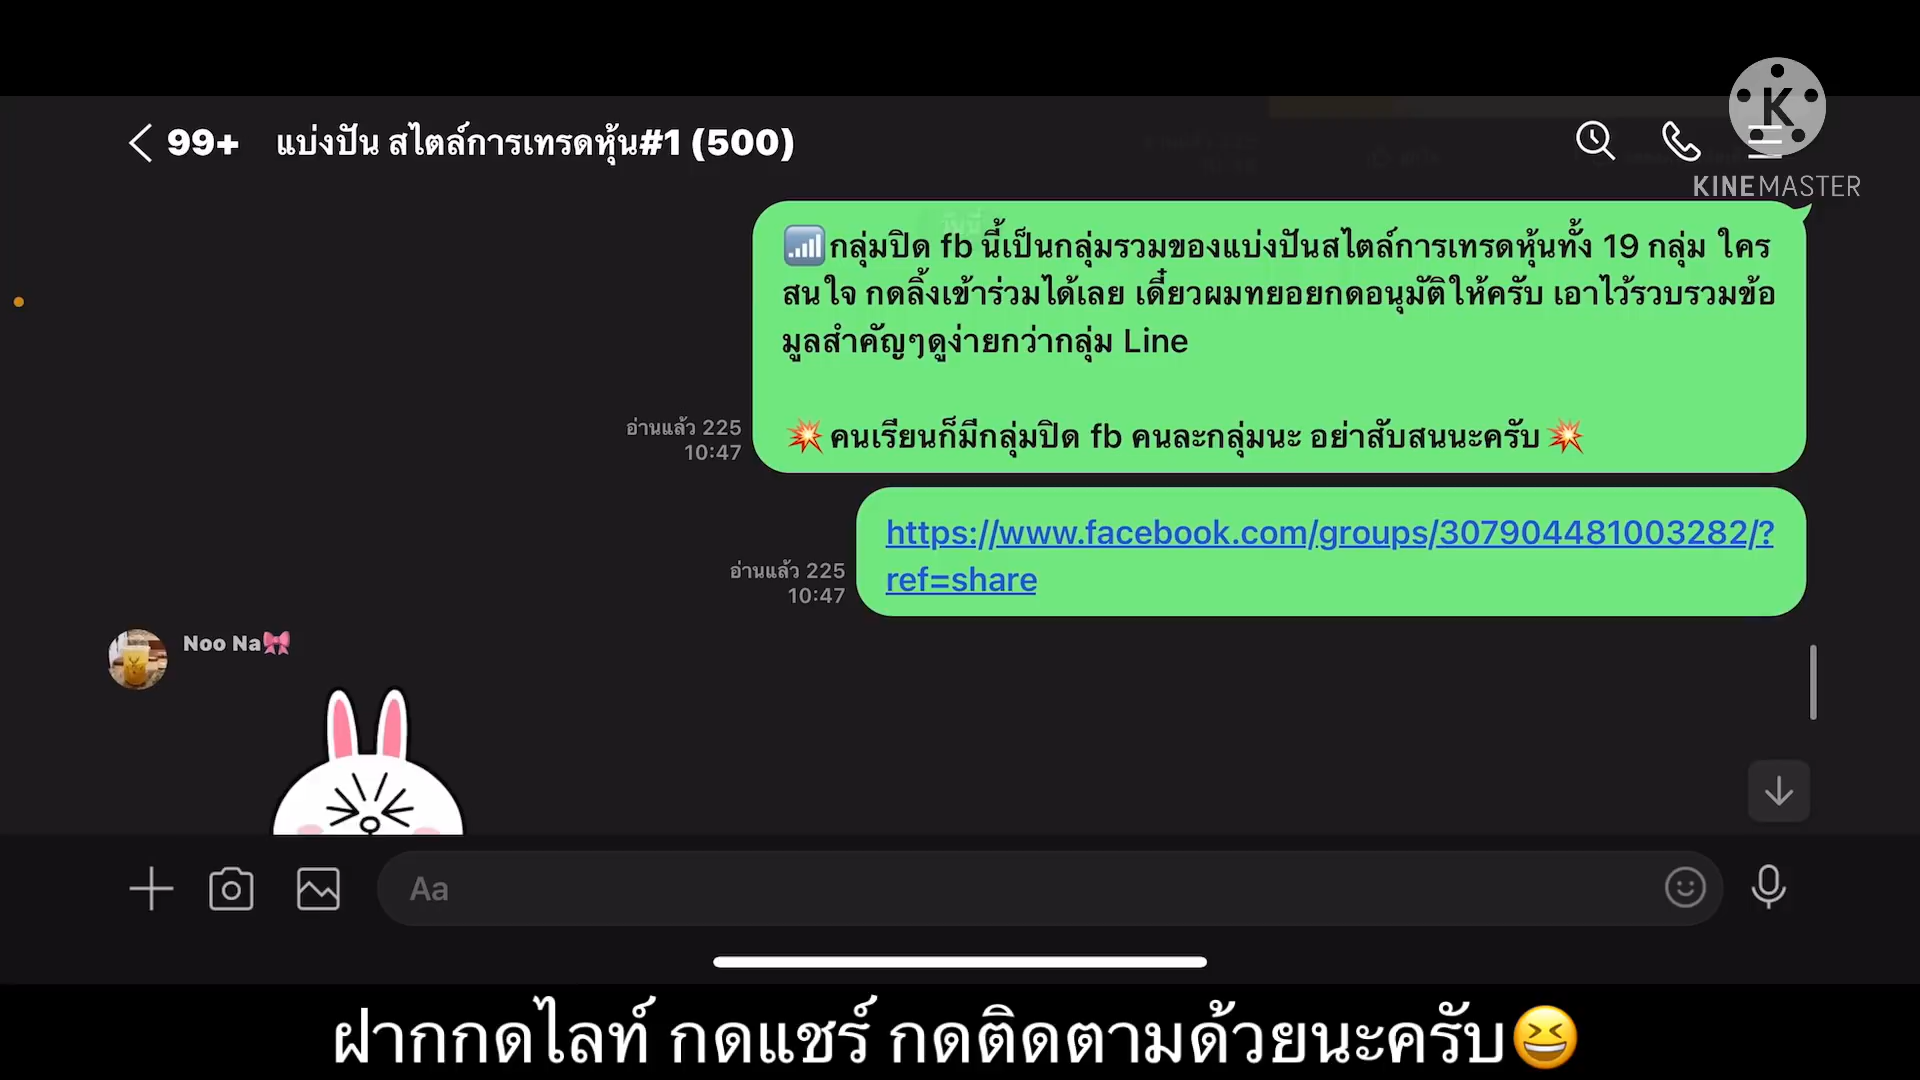 99+ แบ่งปัน สไตล์การเทรดหุ้น#1 (500)
KINEMASTER
📶กลุ่มปิด fb นี้เป็นกลุ่มรวมของแบ่งปันสไตล์การเทรดหุ้นทั้ง 19 กลุ่ม ใคร
สนใจ กดลิ้งเข้าร่วมได้เลย เดี๋ยวผมทยอยกดอนุมัติให้ครับ เอาไว้รวบรวมข้อ
มูลสำคัญๆดูง่ายกว่ากลุ่ม Line
💥คนเรียนก็มีกลุ่มปิด fb คนละกลุ่มนะ อย่าสับสนนะครับ💥
อ่านแล้ว 225
10:47
https://www.facebook.com/groups/307904481003282/?
ref=share
อ่านแล้ว 225
10:47
Noo Na🎀
Aa
ฝากกดไลท์ กดแชร์ กดติดตามด้วยนะครับ😆